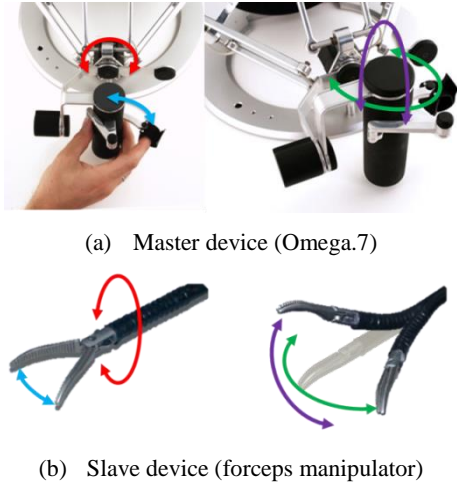 (a) Master device (Omega.7)
(b) Slave device (forceps manipulator)